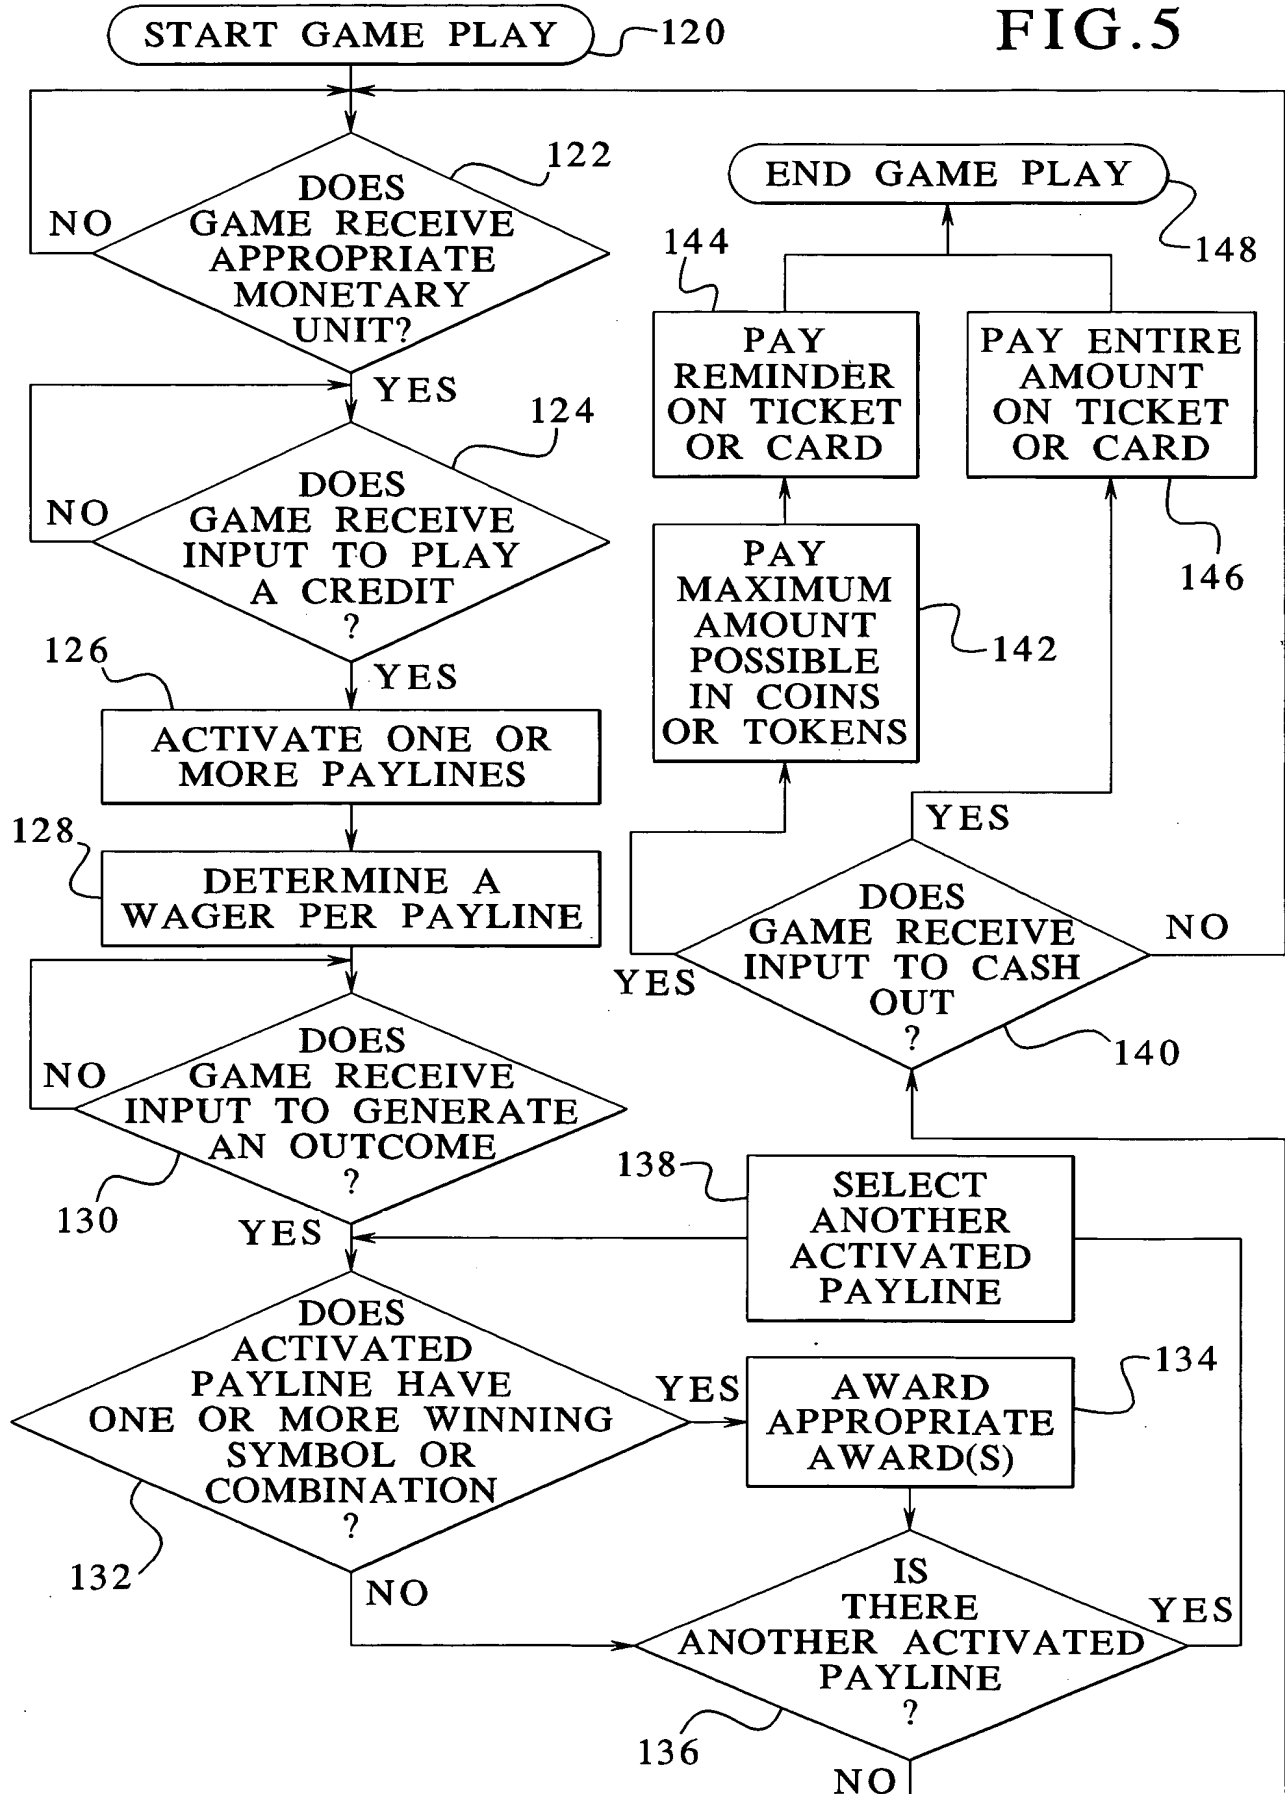 FIG.5
START GAME PLAY
120
122
DOES
GAME RECEIVE
APPROPRIATE
MONETARY
UNIT?
NO
YES
124
DOES
GAME RECEIVE
INPUT TO PLAY
A CREDIT
?
NO
YES
126
ACTIVATE ONE OR
MORE PAYLINES
128
DETERMINE A
WAGER PER PAYLINE
DOES
GAME RECEIVE
INPUT TO GENERATE
AN OUTCOME
?
NO
130
YES
DOES
ACTIVATED
PAYLINE HAVE
ONE OR MORE WINNING
SYMBOL OR
COMBINATION
?
132
YES
NO
138
SELECT
ANOTHER
ACTIVATED
PAYLINE
134
AWARD
APPROPRIATE
AWARD(S)
IS
THERE
ANOTHER ACTIVATED
PAYLINE
?
YES
136
NO
DOES
GAME RECEIVE
INPUT TO CASH
OUT
?
YES
YES
NO
140
PAY
MAXIMUM
AMOUNT
POSSIBLE
IN COINS
OR TOKENS
142
144
PAY
REMINDER
ON TICKET
OR CARD
PAY ENTIRE
AMOUNT
ON TICKET
OR CARD
146
END GAME PLAY
148